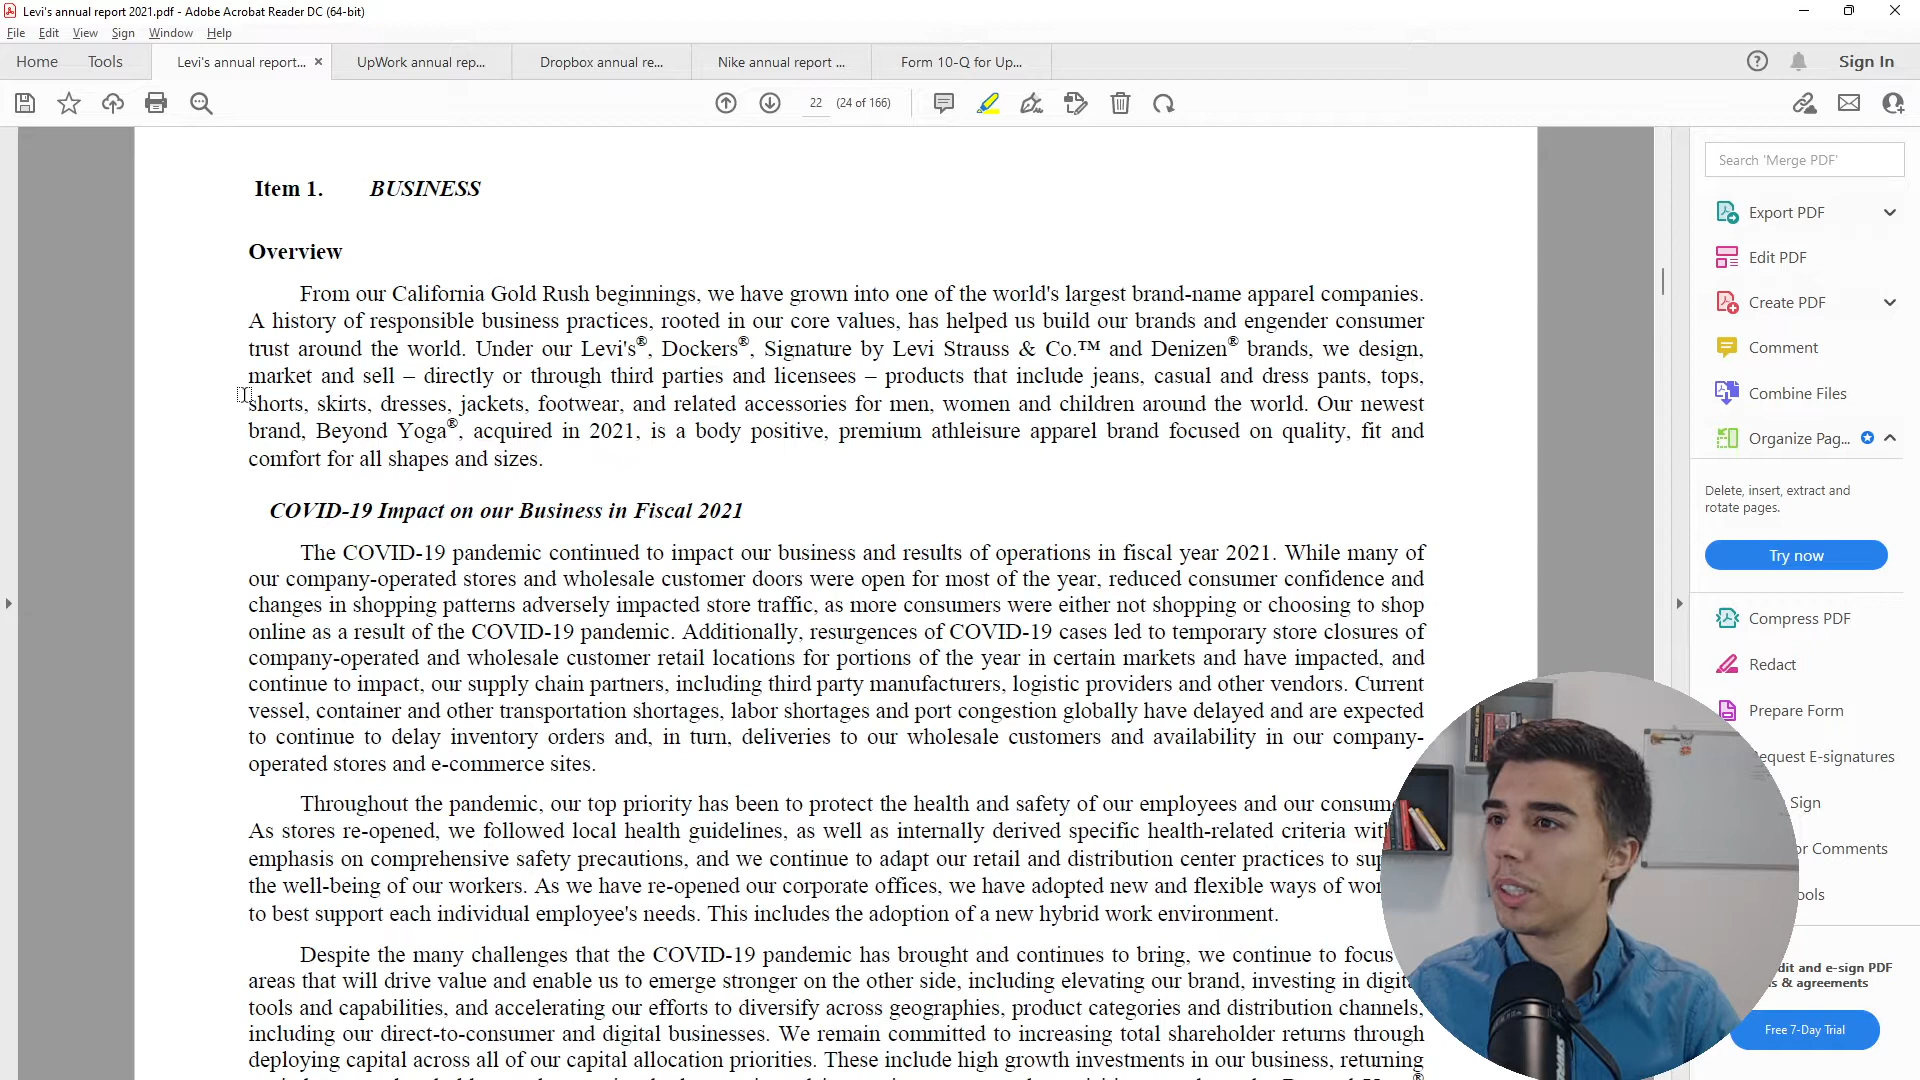 Levi's annual report 2021.pdf - Adobe Acrobat Reader DC (64-bit)
File Edit View Sign Window Help
Home Tools Levi's annual report... × UpWork annual rep... Dropbox annual re... Nike annual report ... Form 10-Q for Up... Sign In
22 (24 of 166)
Item 1. BUSINESS
Overview
From our California Gold Rush beginnings, we have grown into one of the world's largest brand-name apparel companies.
A history of responsible business practices, rooted in our core values, has helped us build our brands and engender consumer
trust around the world. Under our Levi's®, Dockers®, Signature by Levi Strauss & Co.™ and Denizen® brands, we design,
market and sell – directly or through third parties and licensees – products that include jeans, casual and dress pants, tops,
shorts, skirts, dresses, jackets, footwear, and related accessories for men, women and children around the world. Our newest
brand, Beyond Yoga®, acquired in 2021, is a body positive, premium athleisure apparel brand focused on quality, fit and
comfort for all shapes and sizes.
COVID-19 Impact on our Business in Fiscal 2021
The COVID-19 pandemic continued to impact our business and results of operations in fiscal year 2021. While many of
our company-operated stores and wholesale customer doors were open for most of the year, reduced consumer confidence and
changes in shopping patterns adversely impacted store traffic, as more consumers were either not shopping or choosing to shop
online as a result of the COVID-19 pandemic. Additionally, resurgences of COVID-19 cases led to temporary store closures of
company-operated and wholesale customer retail locations for portions of the year in certain markets and have impacted, and
continue to impact, our supply chain partners, including third party manufacturers, logistic providers and other vendors. Current
vessel, container and other transportation shortages, labor shortages and port congestion globally have delayed and are expected
to continue to delay inventory orders and, in turn, deliveries to our wholesale customers and availability in our company-
operated stores and e-commerce sites.
Throughout the pandemic, our top priority has been to protect the health and safety of our employees and our
As stores re-opened, we followed local health guidelines, as well as internally derived specific health-related criteria
emphasis on comprehensive safety precautions, and we continue to adapt our retail and distribution center practices to
the well-being of our workers. As we have re-opened our corporate offices, we have adopted new and flexible ways of
to best support each individual employee's needs. This includes the adoption of a new hybrid work environment.
Despite the many challenges that the COVID-19 pandemic has brought and continues to bring, we continue to focus
areas that will drive value and enable us to emerge stronger on the other side, including elevating our brand, investing in
tools and capabilities, and accelerating our efforts to diversify across geographies, product categories and distribution channels,
including our direct-to-consumer and digital businesses. We remain committed to increasing total shareholder returns through
deploying capital across all of our capital allocation priorities. These include high growth investments in our business, returning
Search 'Merge PDF'
Export PDF
Edit PDF
Create PDF
Comment
Combine Files
Organize Pag...
Delete, insert, extract and
rotate pages.
Try now
Compress PDF
Redact
Prepare Form
equest E-signatures
Sign
or Comments
ools
dit and e-sign PDF
s & agreements
Free 7-Day Trial